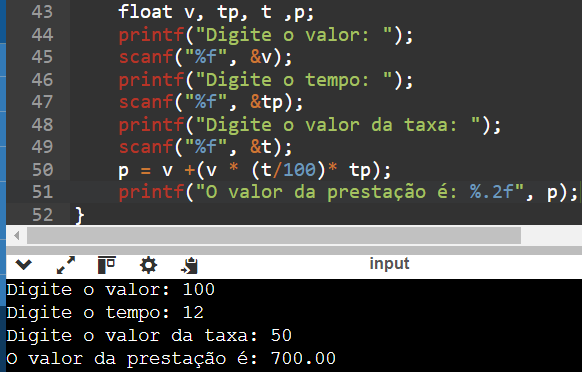 43 float v, tp, t ,p;
44 printf("Digite o valor: ");
45 scanf("%f", &v);
46 printf("Digite o tempo: ");
47 scanf("%f", &tp);
48 printf("Digite o valor da taxa: ");
49 scanf("%f", &t);
50 p = v +(v * (t/100)* tp);
51 printf("O valor da prestação é: %.2f", p);
52 }
input
Digite o valor: 100
Digite o tempo: 12
Digite o valor da taxa: 50
O valor da prestação é: 700.00